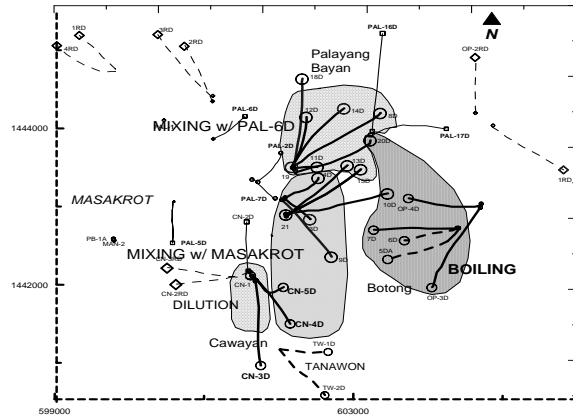 1RD
3RD
2RD
4RD
PAL-16D
N
OP-2RD
Palayang
Bayan
18D
12D
14D
8D
PAL-6D
MIXING w/ PAL-6D
1444000
PAL-17D
20D
PAL-2D
11D
13D
19
15D
1RD
PAL-7D
MASAKROT
10D
OP-4D
CN-2D
21
7D
6D
PB-1A
MAN-2
PAL-5D
MIXING w/ MASAKROT
9D
5DA
BOILING
CN-3RD
CN-1
1442000
CN-2RD
CN-5D
Botong
OP-3D
DILUTION
CN-4D
Cawayan
TW-1D
CN-3D
TANAWON
TW-2D
599000
603000